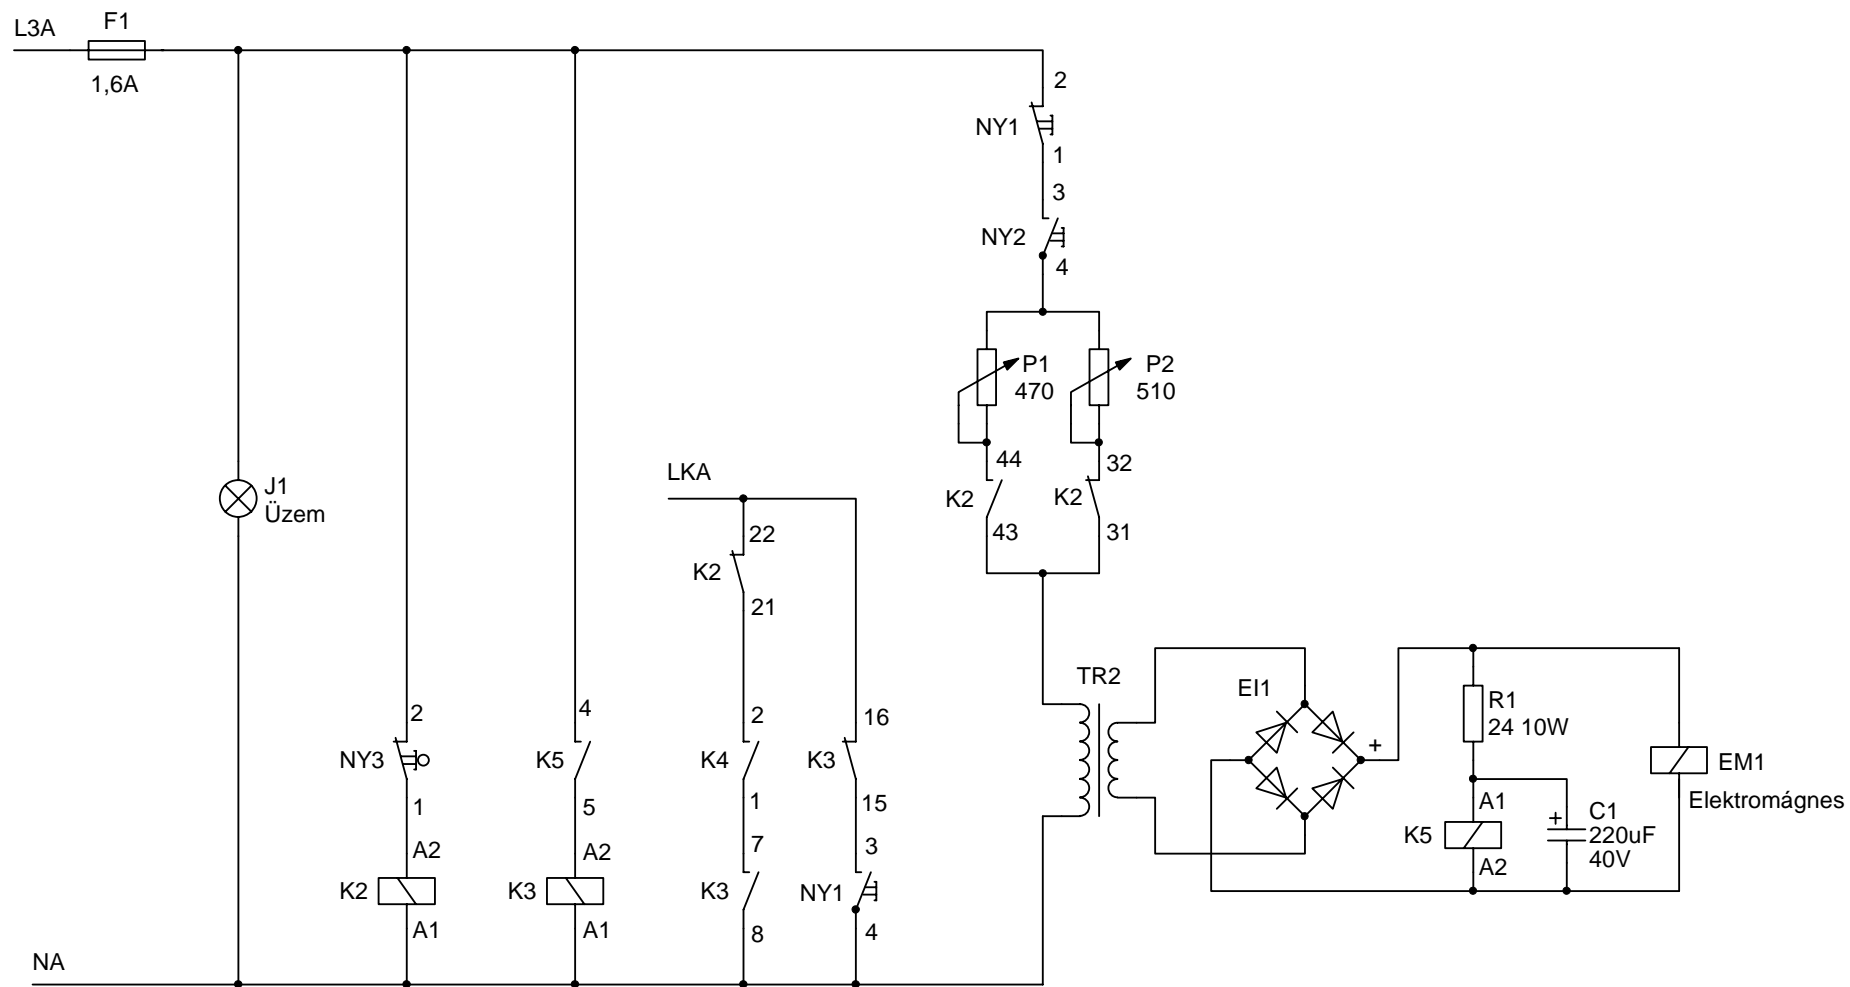 L3A
F1
1,6A
2
NY1
1
3
NY2
4
P1
470
P2
510
44
32
LKA
J1
Üzem
K2
K2
43
31
22
K2
21
TR2
EI1
+
R1
24 10W
2
4
2
16
NY3
K5
K4
K3
EM1
Elektromágnes
1
5
1
15
A1
K5
A2
+
C1
220uF
40V
A2
A2
7
3
K2
K3
K3
NY1
A1
A1
8
4
NA